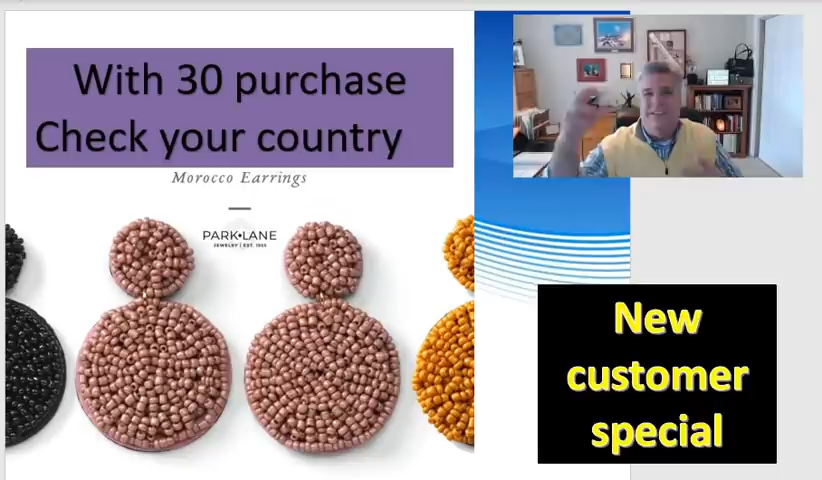 With 30 purchase
Check your country
Morocco Earrings
PARK LANE
JEWELRY | EST. 1955
New
customer
special